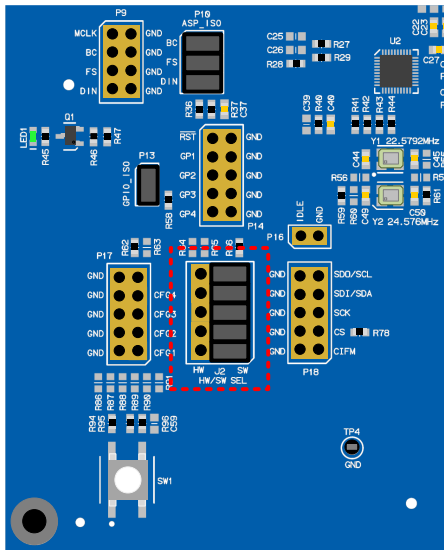 P9
MCLK GND
BC GND
FS GND
DIN GND
P10
ASP_ISO
BC
FS
DIN
C25
C26
R28
R27
R29
U2
C22
C23
C27
R36
R37
C37
C39
R40
C40
R41
R42
R43
R44
LED1
R45
Q1
R46
R47
P13
GPIO_ISO
R58
RST GND
GP1 GND
GP2 GND
GP3 GND
GP4 GND
P14
Y1 22.5792MHz
C44
C45
R56
R59
R60
C49
C50
R61
Y2 24.576MHz
P16
IDLE
GND
P17
R62
R63
GND
GND CFG4
GND CFG3
GND CFG2
GND CFG1
HW J2 SW
HW/SW SEL
GND SDO/SCL
GND SDI/SDA
GND SCK
GND CS
GND CIFM
R78
P18
R86
R87
R88
R89
R90
R91
R94
R95
R96
C59
SW1
TP4
GND